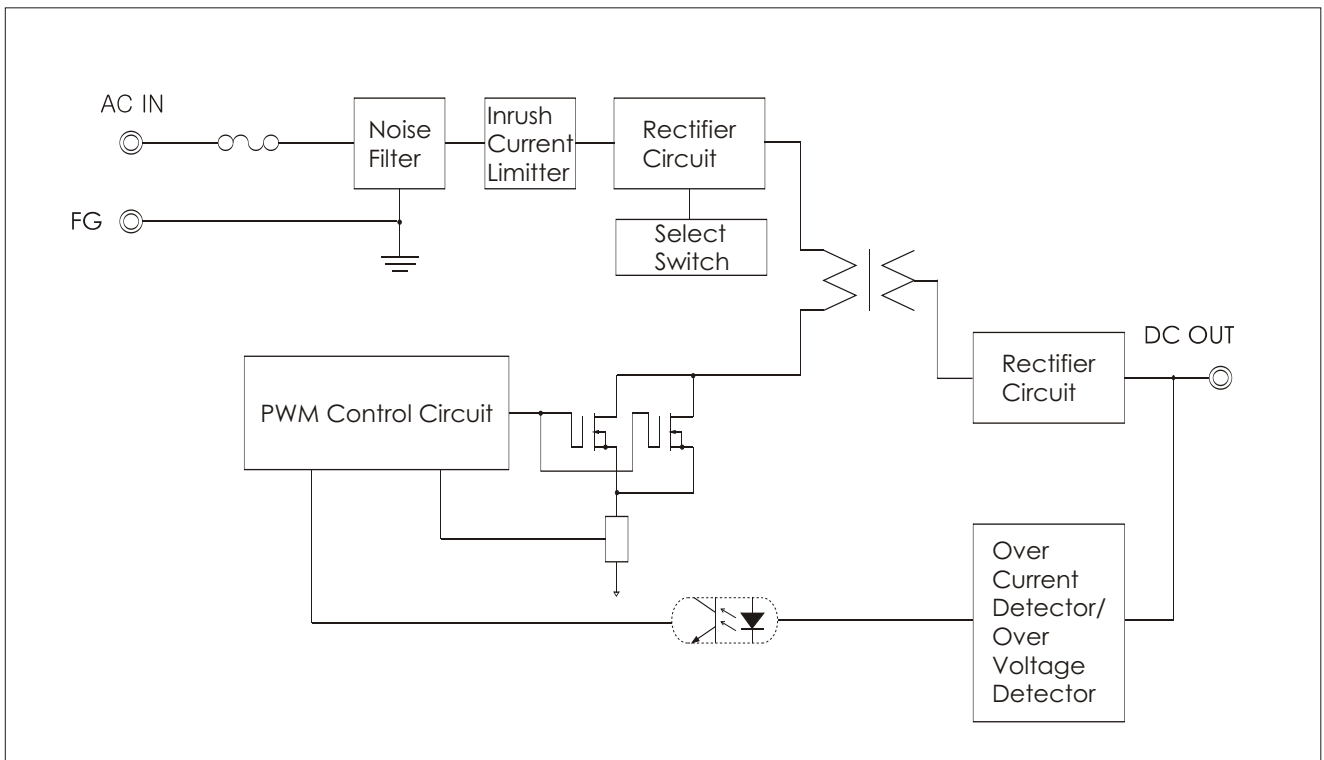 AC IN
Noise
Filter
Inrush
Current
Limitter
Rectifier
Circuit
FG
Select
Switch
DC OUT
Rectifier
Circuit
PWM Control Circuit
Over
Current
Detector/
Over
Voltage
Detector